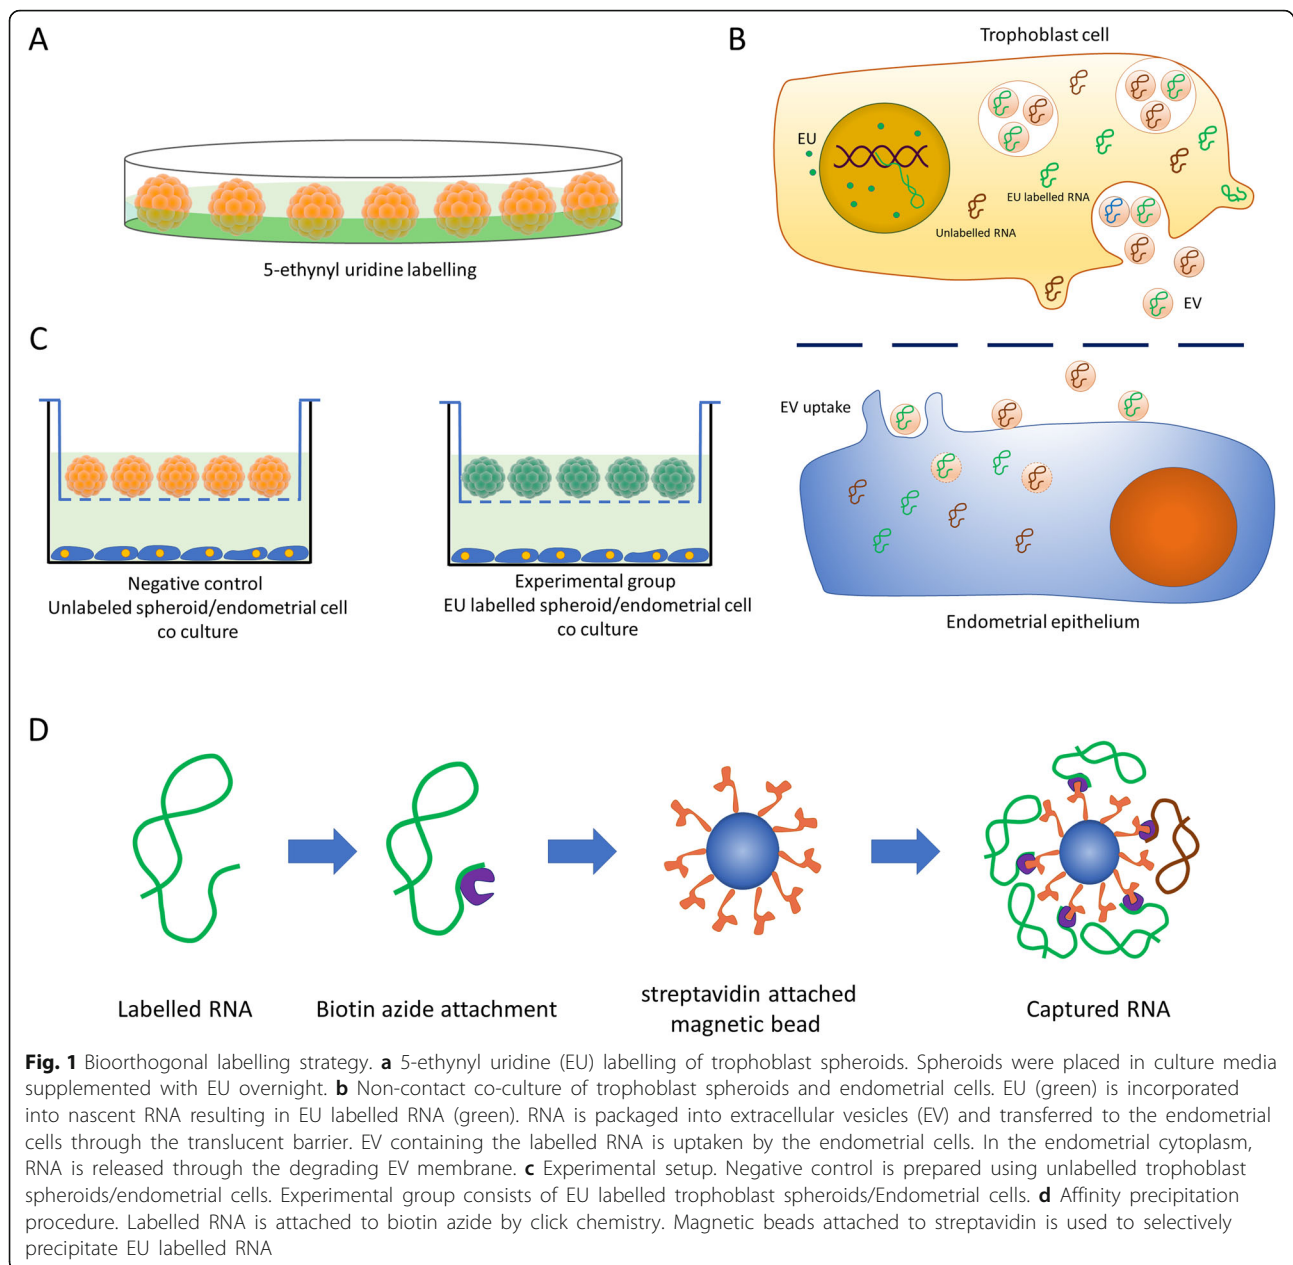 A
5-ethynyl uridine labelling
B
Trophoblast cell
EU
EU labelled RNA
Unlabelled RNA
EV
EV uptake
Endometrial epithelium
C
Negative control
Unlabeled spheroid/endometrial cell
co culture
Experimental group
EU labelled spheroid/endometrial cell
co culture
D
Labelled RNA
Biotin azide attachment
streptavidin attached
magnetic bead
Captured RNA
Fig. 1 Bioorthogonal labelling strategy. a 5-ethynyl uridine (EU) labelling of trophoblast spheroids. Spheroids were placed in culture media
supplemented with EU overnight. b Non-contact co-culture of trophoblast spheroids and endometrial cells. EU (green) is incorporated
into nascent RNA resulting in EU labelled RNA (green). RNA is packaged into extracellular vesicles (EV) and transferred to the endometrial
cells through the translucent barrier. EV containing the labelled RNA is uptaken by the endometrial cells. In the endometrial cytoplasm,
RNA is released through the degrading EV membrane. c Experimental setup. Negative control is prepared using unlabelled trophoblast
spheroids/endometrial cells. Experimental group consists of EU labelled trophoblast spheroids/Endometrial cells. d Affinity precipitation
procedure. Labelled RNA is attached to biotin azide by click chemistry. Magnetic beads attached to streptavidin is used to selectively
precipitate EU labelled RNA